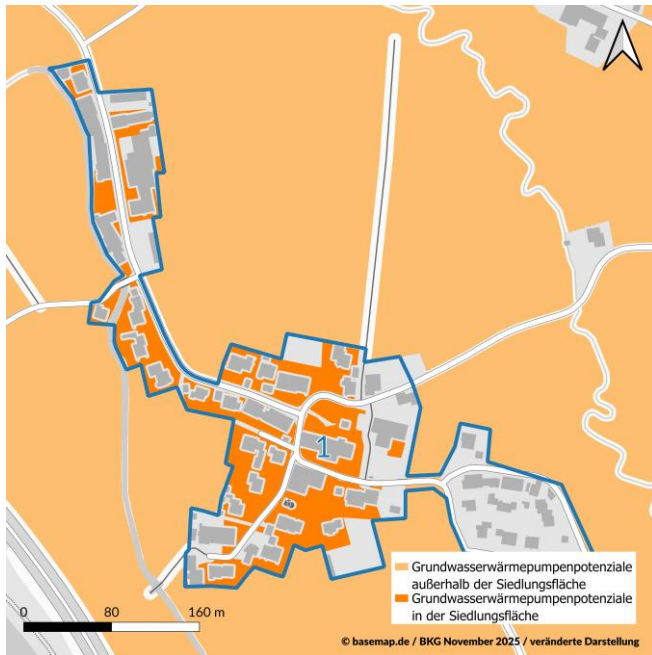 1
Grundwasserwärmepumpenpotenziale
außerhalb der Siedlungsfläche
Grundwasserwärmepumpenpotenziale
in der Siedlungsfläche
0 80 160 m
© basemap.de / BKG November 2025 / veränderte Darstellung